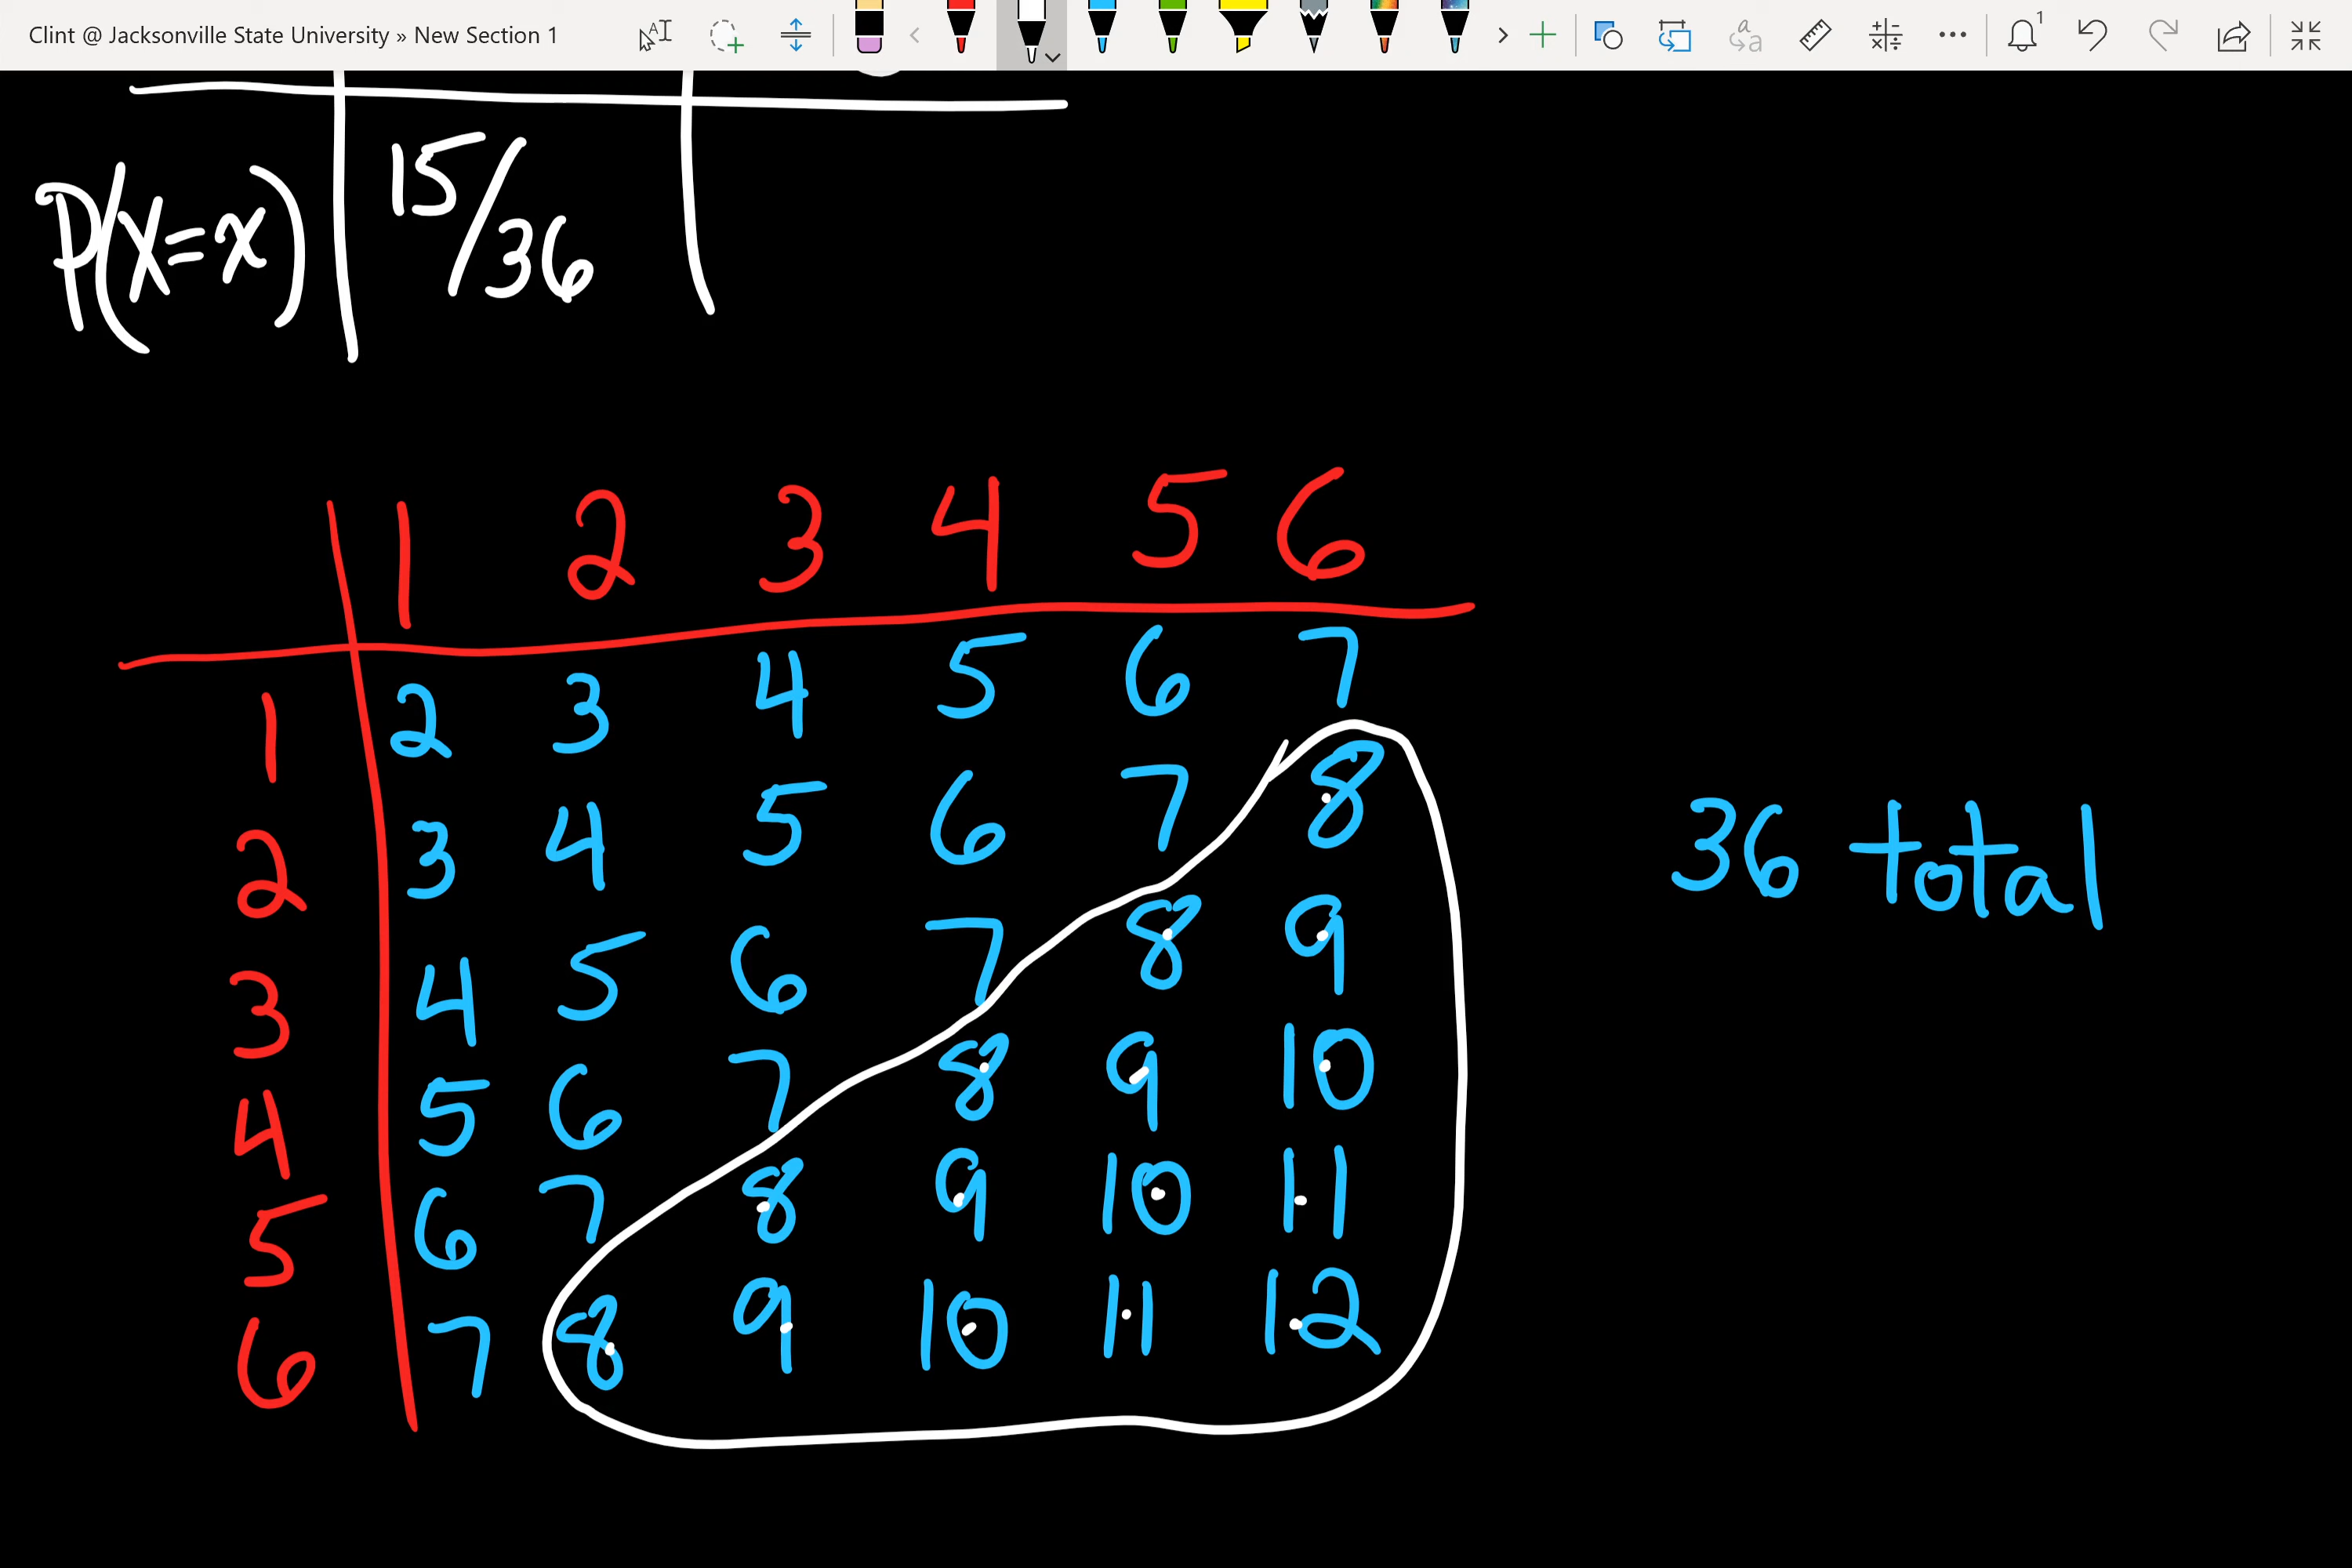 Clint @ Jacksonville State University » New Section 1
P(X=x) 15/36
1 2 3 4 5 6
1 2 3 4 5 6 7
2 3 4 5 6 7 8
36 total
3 4 5 6 7 8 9
4 5 6 7 8 9 10
5 6 7 8 9 10 11
6 7 8 9 10 11 12